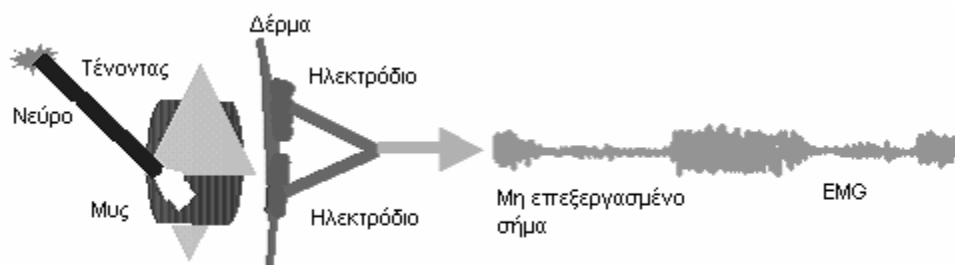 Δέρμα
Τένοντας
Ηλεκτρόδιο
Νεύρο
Μυς
Ηλεκτρόδιο
Μη επεξεργασμένο
σήμα
EMG